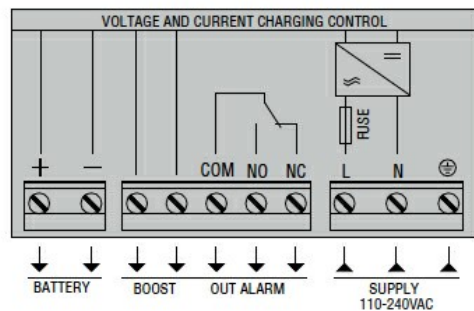 VOLTAGE AND CURRENT CHARGING CONTROL
FUSE
+ − COM NO NC L N
BATTERY BOOST OUT ALARM SUPPLY
110-240VAC